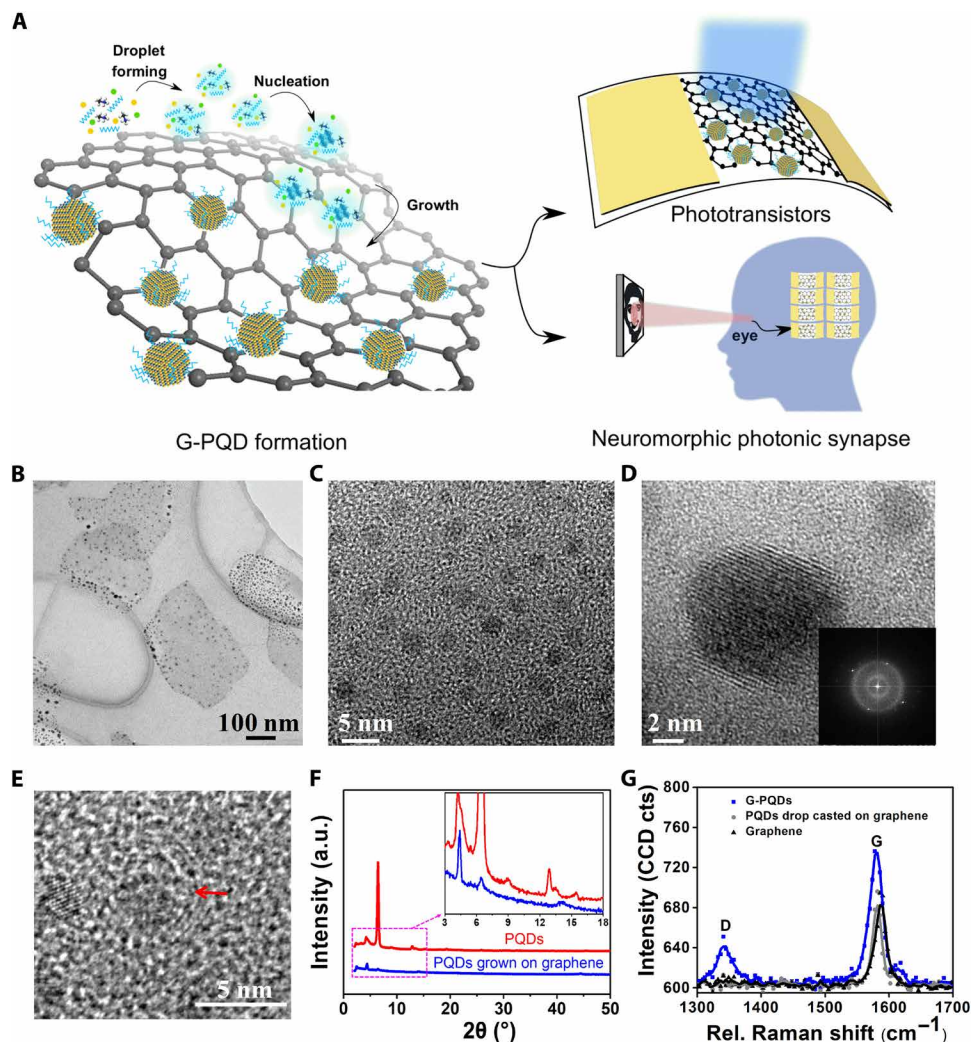 A
Droplet
forming
Nucleation
Growth
G-PQD formation
Phototransistors
eye
Neuromorphic photonic synapse
B
100 nm
C
5 nm
D
2 nm
E
5 nm
F
Intensity (a.u.)
3 6 9 12 15 18
PQDs
PQDs grown on graphene
0 10 20 30 40 50
2θ (°)
G
Intensity (CCD cts)
800
760
720
680
640
600
G-PQDs
PQDs drop casted on graphene
Graphene
G
D
1300 1400 1500 1600 1700
Rel. Raman shift (cm⁻¹)